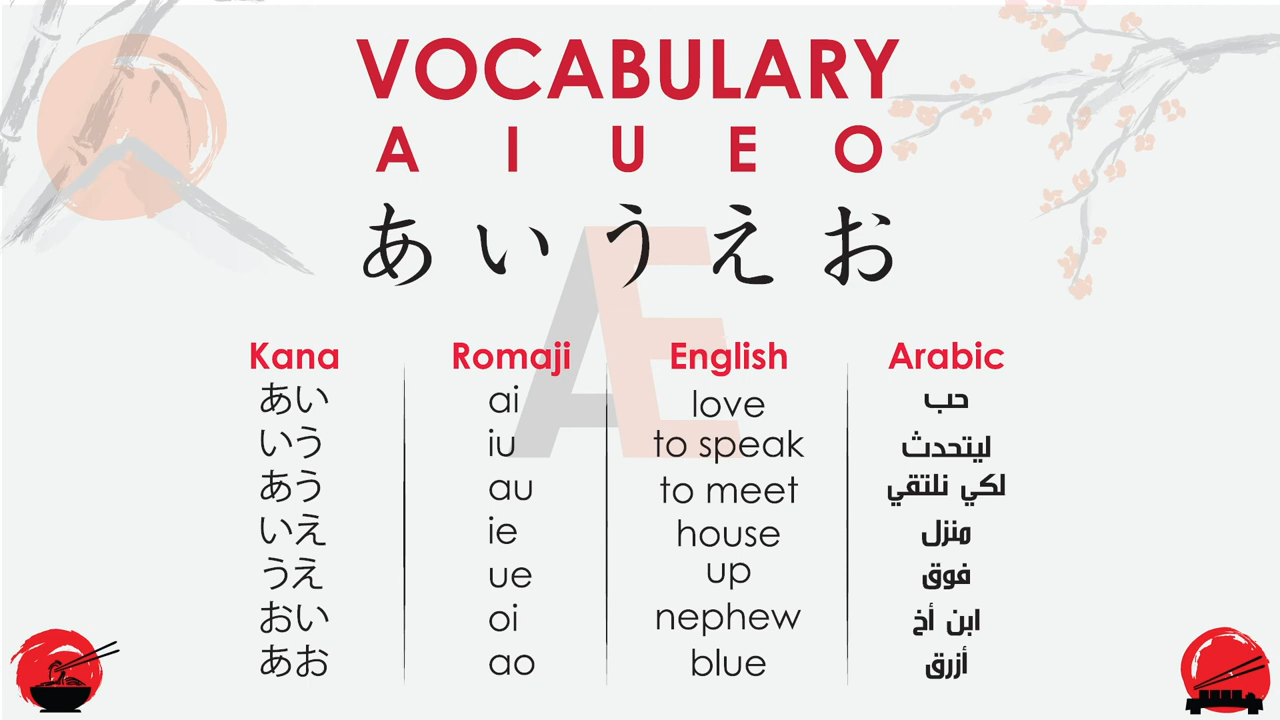 VOCABULARY
A I U E O
あ い う え お
Kana Romaji English Arabic
あい ai love حب
いう iu to speak ليتحدث
あう au to meet لكي نلتقي
いえ ie house منزل
うえ ue up فوق
おい oi nephew ابن أخ
あお ao blue أزرق
Æ